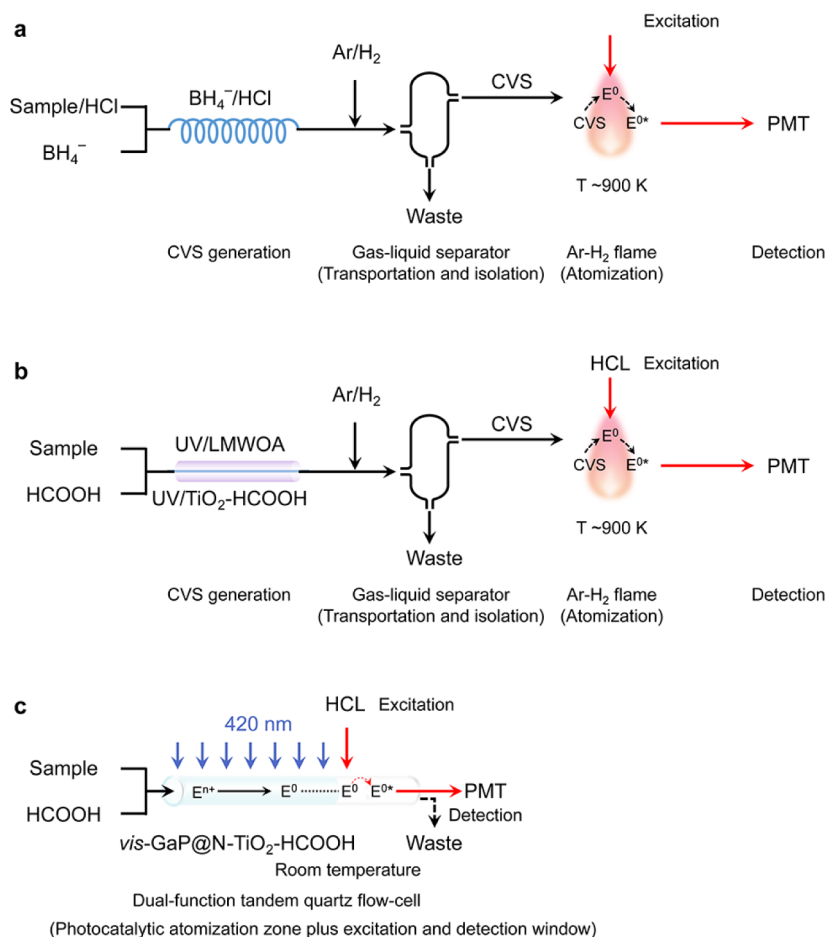 a
Excitation
Ar/H₂
Sample/HCl
BH₄⁻/HCl
CVS
E⁰
BH₄⁻
CVS
E⁰*
PMT
T ~900 K
Waste
CVS generation
Gas-liquid separator
(Transportation and isolation)
Ar-H₂ flame
(Atomization)
Detection
b
HCL
Excitation
Ar/H₂
Sample
UV/LMWOA
CVS
E⁰
CVS
E⁰*
PMT
HCOOH
UV/TiO₂-HCOOH
T ~900 K
Waste
CVS generation
Gas-liquid separator
(Transportation and isolation)
Ar-H₂ flame
(Atomization)
Detection
c
HCL
Excitation
420 nm
Sample
Eⁿ⁺
E⁰
E⁰
E⁰*
PMT
HCOOH
Detection
vis-GaP@N-TiO₂-HCOOH
Waste
Room temperature
Dual-function tandem quartz flow-cell
(Photocatalytic atomization zone plus excitation and detection window)